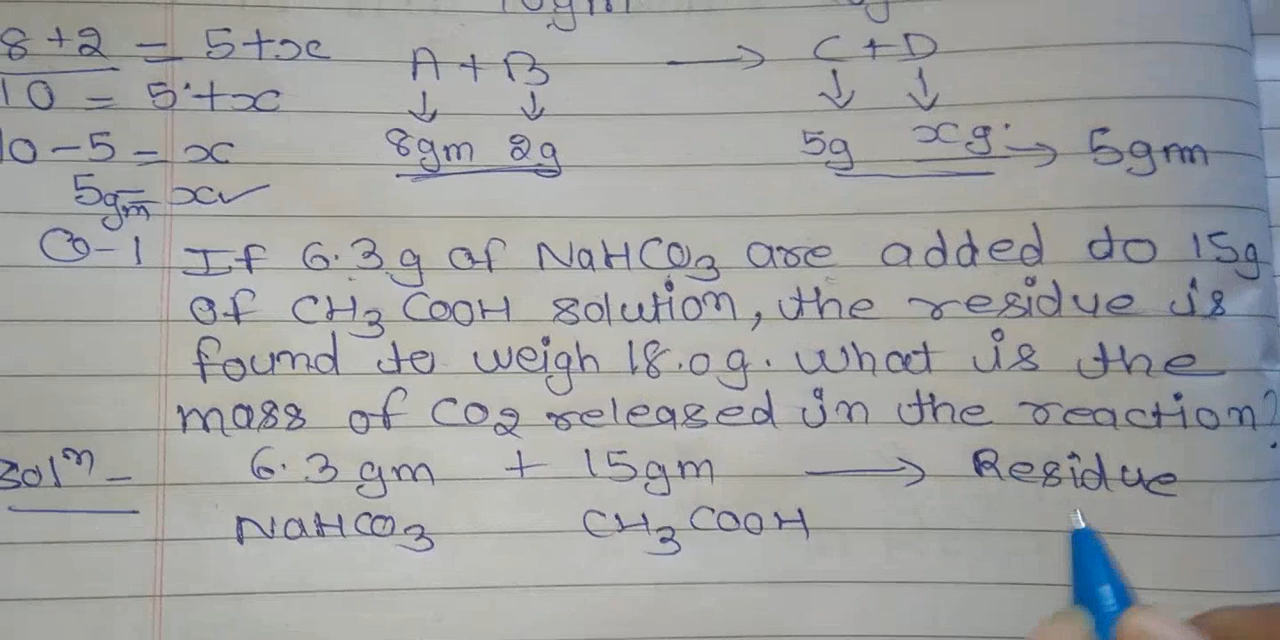 8+2 = 5+x
A + B → C + D
10 = 5+x
↓ ↓ ↓ ↓
10-5 = x
8gm 2g 5g xg → 5gm
5gm = x✓
Q-1 If 6.3g of NaHCO3 are added to 15g
of CH3COOH solution, the residue is
found to weigh 18.0g. What is the
mass of CO2 released in the reaction?
Solⁿ- 6.3 gm + 15gm → Residue
NaHCO3 CH3COOH